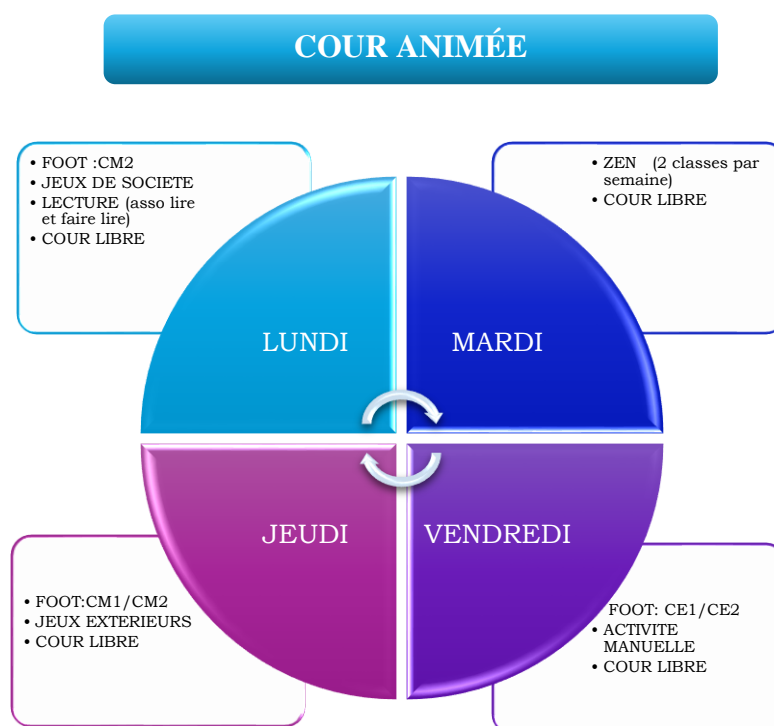 COUR ANIMÉE
• FOOT :CM2
• JEUX DE SOCIETE
• LECTURE (asso lire
et faire lire)
• COUR LIBRE
• ZEN (2 classes par
semaine)
• COUR LIBRE
LUNDI
MARDI
JEUDI
VENDREDI
• FOOT:CM1/CM2
• JEUX EXTERIEURS
• COUR LIBRE
FOOT: CE1/CE2
• ACTIVITE
MANUELLE
• COUR LIBRE